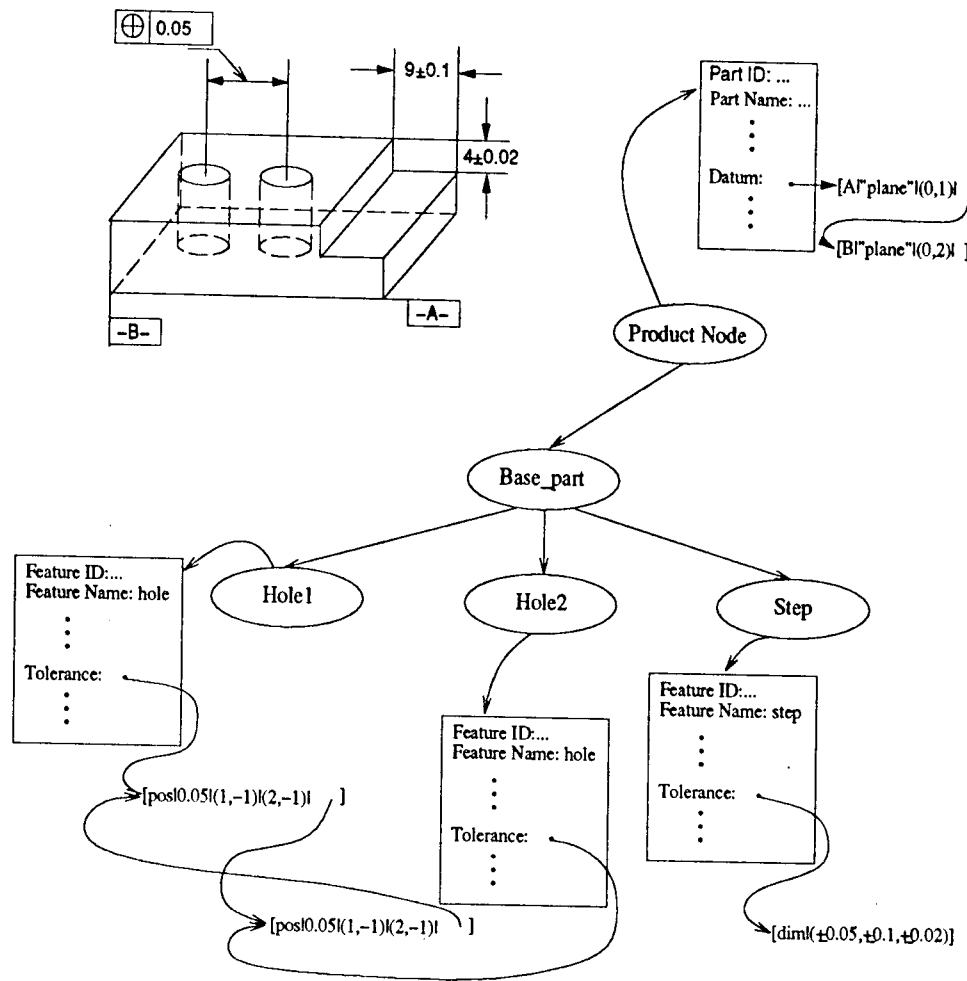 ⌖ 0.05
9±0.1
4±0.02
-A-
-B-
Part ID: ...
Part Name: ...
Datum:
[A|"plane"|(0,1)|
[B|"plane"|(0,2)| ]
Product Node
Base_part
Hole1
Hole2
Step
Feature ID:...
Feature Name: hole
Tolerance:
[pos|0.05|(1,-1)|(2,-1)| ]
Feature ID:...
Feature Name: hole
Tolerance:
[pos|0.05|(1,-1)|(2,-1)| ]
Feature ID:...
Feature Name: step
Tolerance:
[dim|(±0.05,±0.1,±0.02)]